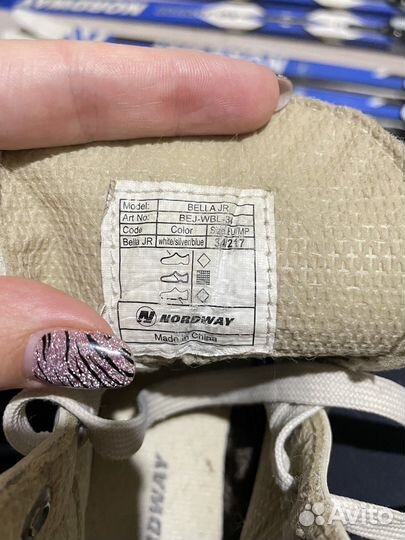 Model: BELLA JR
Art No: BEJ-WBL-34
Code Color Size EU/MP
Bella JR white/silver/blue 34/217
NORDWAY
Made in China
NORDWAY
Avito